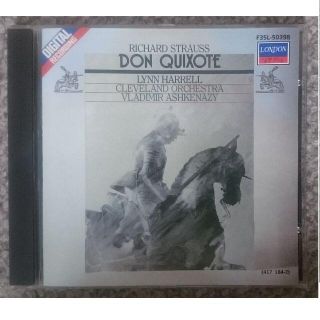 DIGITAL
RECORDING
F35L-50398
LONDON
RICHARD STRAUSS
DON QUIXOTE
LYNN HARRELL
CLEVELAND ORCHESTRA
VLADIMIR ASHKENAZY
(417 184-2)